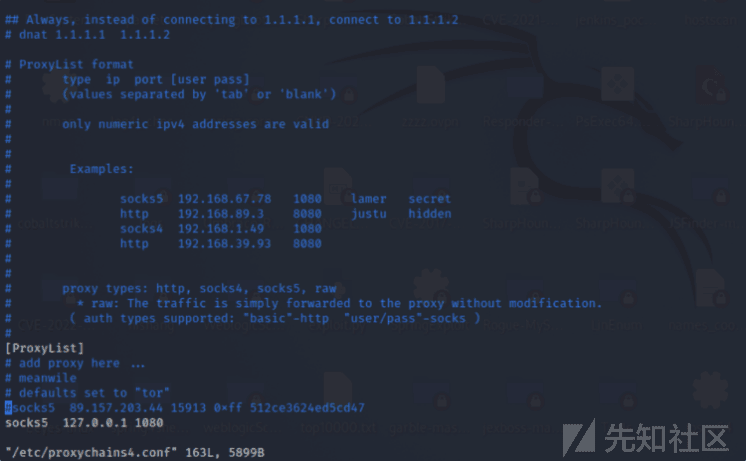 ## Always, instead of connecting to 1.1.1.1, connect to 1.1.1.2
# dnat 1.1.1.1  1.1.1.2
# ProxyList format
#       type  ip  port [user pass]
#       (values separated by 'tab' or 'blank')
#
#       only numeric ipv4 addresses are valid
#
#
#        Examples:
#
#               socks5  192.168.67.78   1080    lamer   secret
#               http    192.168.89.3    8080    justu   hidden
#               socks4  192.168.1.49    1080
#               http    192.168.39.93   8080
#
#
#       proxy types: http, socks4, socks5, raw
#         * raw: The traffic is simply forwarded to the proxy without modification.
#        ( auth types supported: "basic"-http  "user/pass"-socks )
#
[ProxyList]
# add proxy here ...
# meanwile
# defaults set to "tor"
#socks5  89.157.203.44 15913 0×ff 512ce3624ed5cd47
socks5  127.0.0.1 1080
"/etc/proxychains4.conf" 163L, 5899B
先知社区